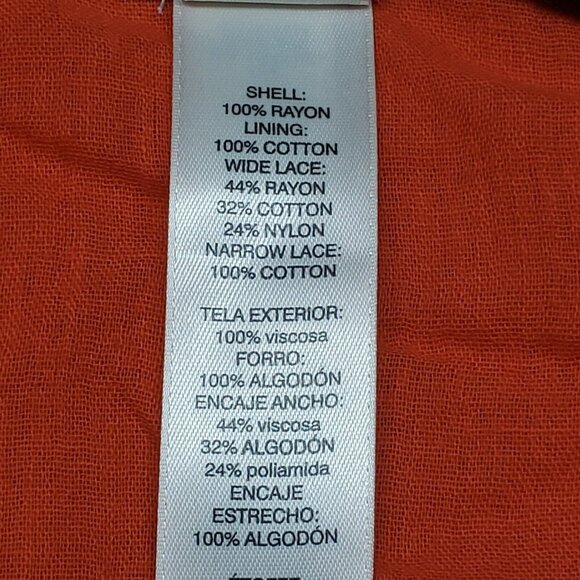 SHELL:
100% RAYON
LINING:
100% COTTON
WIDE LACE:
44% RAYON
32% COTTON
24% NYLON
NARROW LACE:
100% COTTON
TELA EXTERIOR:
100% viscosa
FORRO:
100% ALGODÓN
ENCAJE ANCHO:
44% viscosa
32% ALGODÓN
24% poliamida
ENCAJE
ESTRECHO:
100% ALGODÓN